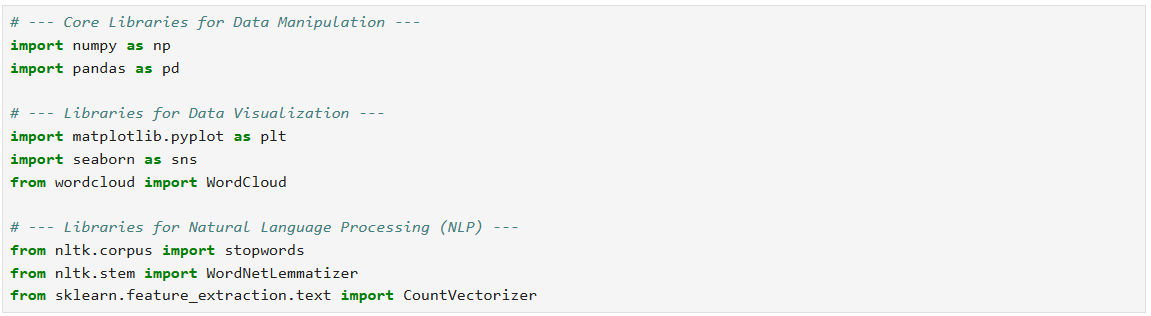 # --- Core Libraries for Data Manipulation ---
import numpy as np
import pandas as pd
# --- Libraries for Data Visualization ---
import matplotlib.pyplot as plt
import seaborn as sns
from wordcloud import WordCloud
# --- Libraries for Natural Language Processing (NLP) ---
from nltk.corpus import stopwords
from nltk.stem import WordNetLemmatizer
from sklearn.feature_extraction.text import CountVectorizer